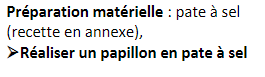 Préparation matérielle : pate à sel
(recette en annexe),
➢Réaliser un papillon en pate à sel